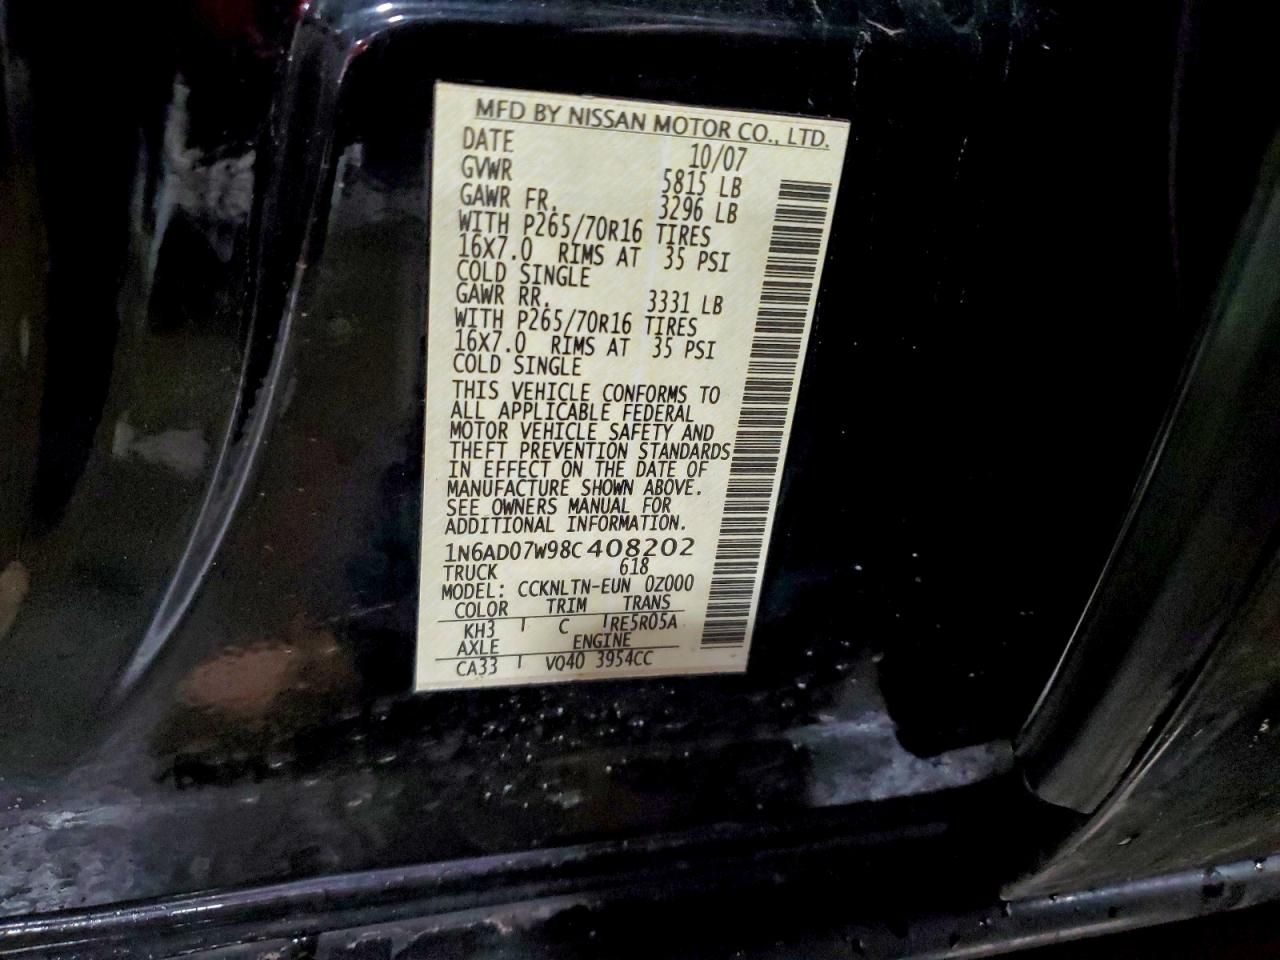 MFD BY NISSAN MOTOR CO., LTD.
DATE 10/07
GVWR 5815 LB
GAWR FR. 3296 LB
WITH P265/70R16 TIRES
16X7.0 RIMS AT 35 PSI
COLD SINGLE
GAWR RR. 3331 LB
WITH P265/70R16 TIRES
16X7.0 RIMS AT 35 PSI
COLD SINGLE
THIS VEHICLE CONFORMS TO
ALL APPLICABLE FEDERAL
MOTOR VEHICLE SAFETY AND
THEFT PREVENTION STANDARDS
IN EFFECT ON THE DATE OF
MANUFACTURE SHOWN ABOVE.
SEE OWNERS MANUAL FOR
ADDITIONAL INFORMATION.
1N6AD07W98C408202
TRUCK 618
MODEL: CCKNLTN-EUN 0Z000
COLOR TRIM TRANS
KH3 C RE5R05A
AXLE ENGINE
CA33 VQ40 3954CC